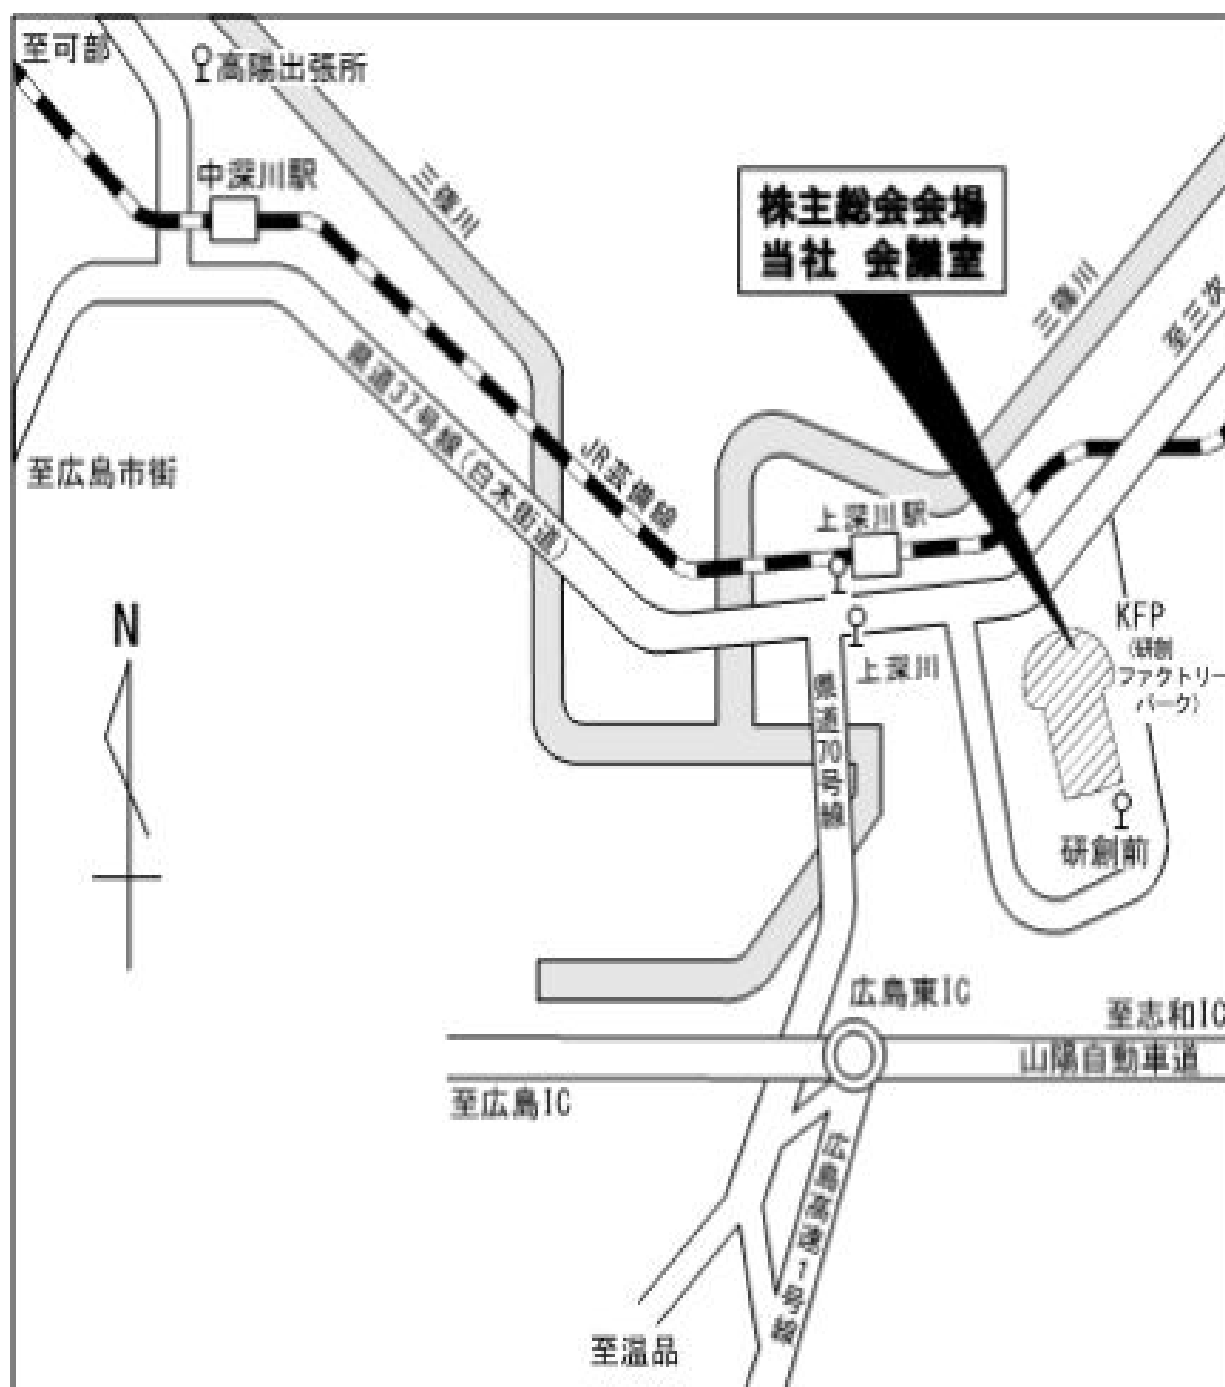 至可部
高陽出張所
中深川駅
三篠川
株主総会会場
当社 会議室
三篠川
至三次
県道37号線(白木街道)
JR芸備線
至広島市街
上深川駅
N
KFP
(研創
ファクトリー
パーク)
上深川
県道70号線
研創前
広島東IC
至志和IC
山陽自動車道
至広島IC
広島高速1号線
至温品